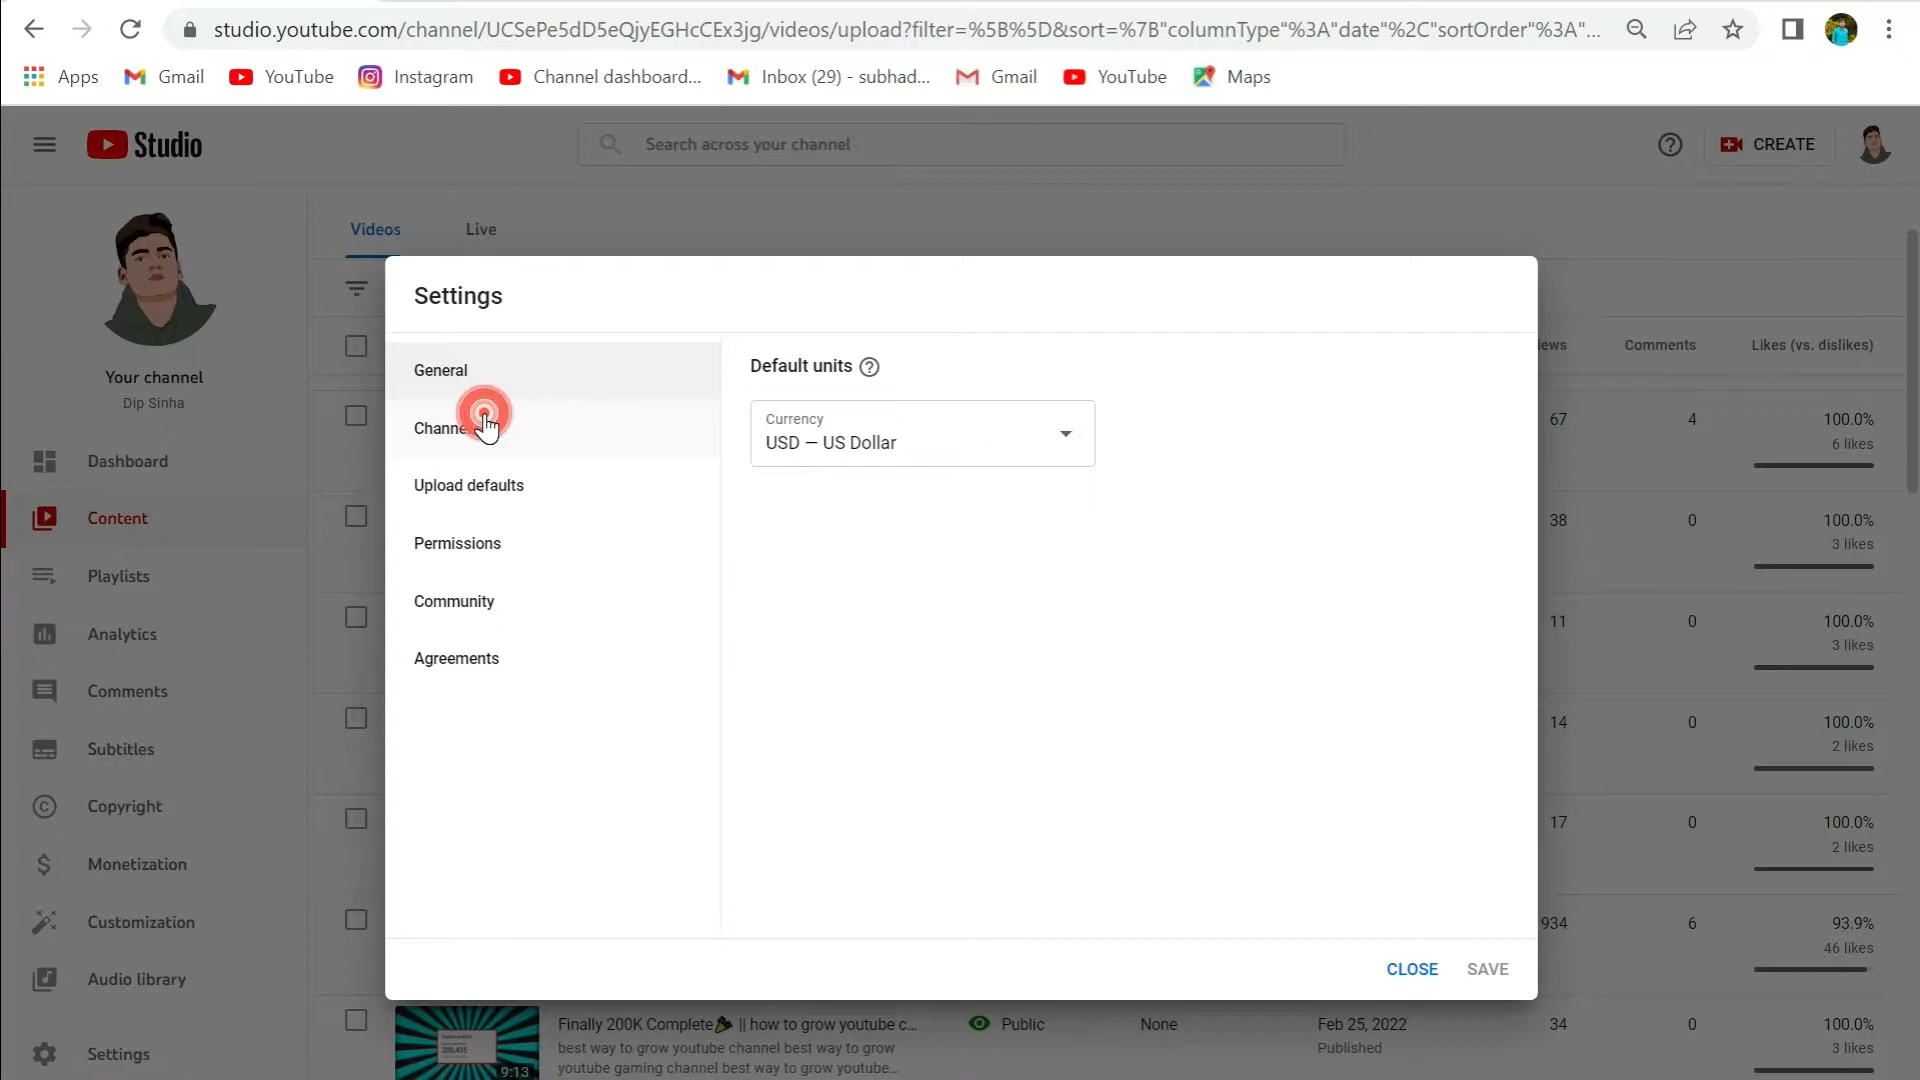 studio.youtube.com/channel/UCSePe5dD5eQjyEGHcCEx3jg/videos/upload?filter=%5B%5D&sort=%7B"columnType"%3A"date"%2C"sortOrder"%3A"...
Apps Gmail YouTube Instagram Channel dashboard... Inbox (29) - subhad... Gmail YouTube Maps
Studio
Search across your channel
CREATE
Your channel
Dip Sinha
Dashboard
Content
Playlists
Analytics
Comments
Subtitles
Copyright
Monetization
Customization
Audio library
Settings
Videos Live
Settings
General
Upload defaults
Permissions
Community
Agreements
Default units
Currency
USD — US Dollar
CLOSE SAVE
Comments Likes (vs. dislikes)
67 4 100.0%
6 likes
38 0 100.0%
3 likes
11 0 100.0%
3 likes
14 0 100.0%
2 likes
17 0 100.0%
2 likes
934 6 93.9%
46 likes
Finally 200K Complete🎉 || how to grow youtube c... Public None Feb 25, 2022 34 0 100.0%
best way to grow youtube channel best way to grow Published 3 likes
youtube gaming channel best way to grow youtube...
9:13